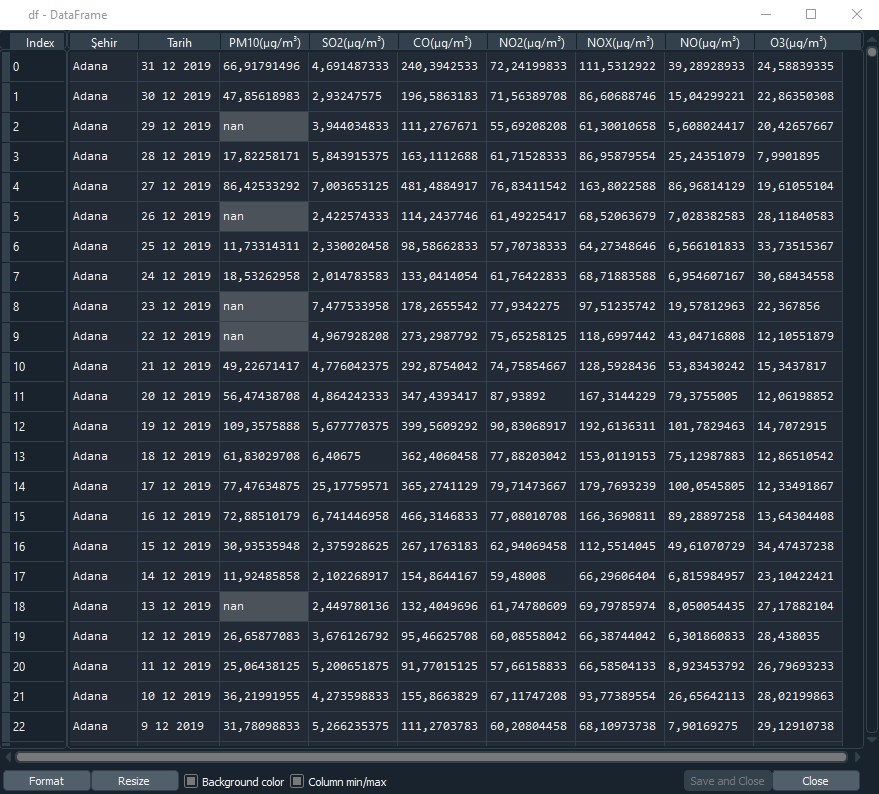 df - DataFrame
Index Şehir Tarih PM10(µg/m³) SO2(µg/m³) CO(µg/m³) NO2(µg/m³) NOX(µg/m³) NO(µg/m³) O3(µg/m³)
0 Adana 31 12 2019 66,91791496 4,691487333 240,3942533 72,24199833 111,5312922 39,28928933 24,58839335
1 Adana 30 12 2019 47,85618983 2,93247575 196,5863183 71,56389708 86,60688746 15,04299221 22,86350308
2 Adana 29 12 2019 nan 3,944034833 111,2767671 55,69208208 61,30010658 5,608024417 20,42657667
3 Adana 28 12 2019 17,82258171 5,843915375 163,1112688 61,71528333 86,95879554 25,24351079 7,9901895
4 Adana 27 12 2019 86,42533292 7,003653125 481,4884917 76,83411542 163,8022588 86,96814129 19,61055104
5 Adana 26 12 2019 nan 2,422574333 114,2437746 61,49225417 68,52063679 7,028382583 28,11840583
6 Adana 25 12 2019 11,73314311 2,330020458 98,58662833 57,70738333 64,27348646 6,566101833 33,73515367
7 Adana 24 12 2019 18,53262958 2,014783583 133,0414054 61,76422833 68,71883588 6,954607167 30,68434558
8 Adana 23 12 2019 nan 7,477533958 178,2655542 77,9342275 97,51235742 19,57812963 22,367856
9 Adana 22 12 2019 nan 4,967928208 273,2987792 75,65258125 118,6997442 43,04716808 12,10551879
10 Adana 21 12 2019 49,22671417 4,776042375 292,8754042 74,75854667 128,5928436 53,83430242 15,3437817
11 Adana 20 12 2019 56,47438708 4,864242333 347,4393417 87,93892 167,3144229 79,3755005 12,06198852
12 Adana 19 12 2019 109,3575888 5,677770375 399,5609292 90,83068917 192,6136311 101,7829463 14,7072915
13 Adana 18 12 2019 61,83029708 6,40675 362,4060458 77,88203042 153,0119153 75,12987883 12,86510542
14 Adana 17 12 2019 77,47634875 25,17759571 365,2741129 79,71473667 179,7693239 100,0545805 12,33491867
15 Adana 16 12 2019 72,88510179 6,741446958 466,3146833 77,08010708 166,3690811 89,28897258 13,64304408
16 Adana 15 12 2019 30,93535948 2,375928625 267,1763183 62,94069458 112,5514045 49,61070729 34,47437238
17 Adana 14 12 2019 11,92485858 2,102268917 154,8644167 59,48008 66,29606404 6,815984957 23,10422421
18 Adana 13 12 2019 nan 2,449780136 132,4049696 61,74780609 69,79785974 8,050054435 27,17882104
19 Adana 12 12 2019 26,65877083 3,676126792 95,46625708 60,08558042 66,38744042 6,301860833 28,438035
20 Adana 11 12 2019 25,06438125 5,200651875 91,77015125 57,66158833 66,58504133 8,923453792 26,79693233
21 Adana 10 12 2019 36,21991955 4,273598833 155,8663829 67,11747208 93,77389554 26,65642113 28,02199863
22 Adana 9 12 2019 31,78098833 5,266235375 111,2703783 60,20804458 68,10973738 7,90169275 29,12910738
Format Resize Background color Column min/max Save and Close Close